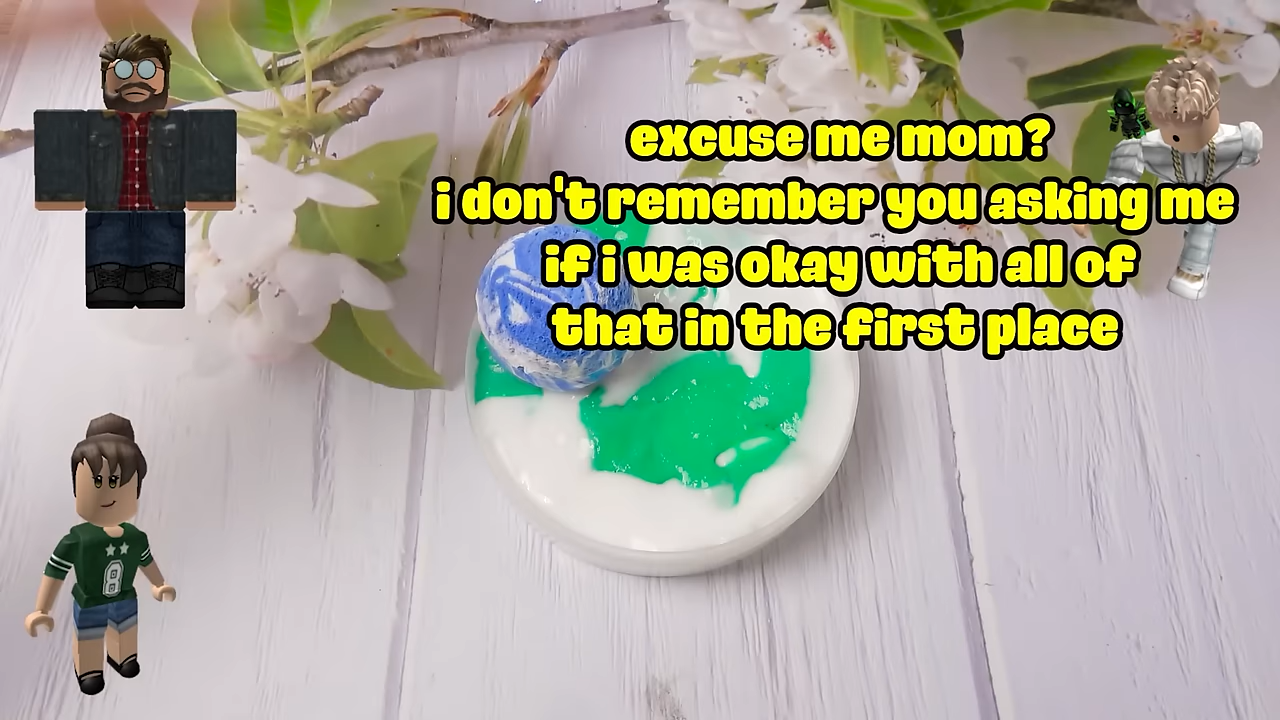 excuse me mom?
i don't remember you asking me
if i was okay with all of
that in the first place
8